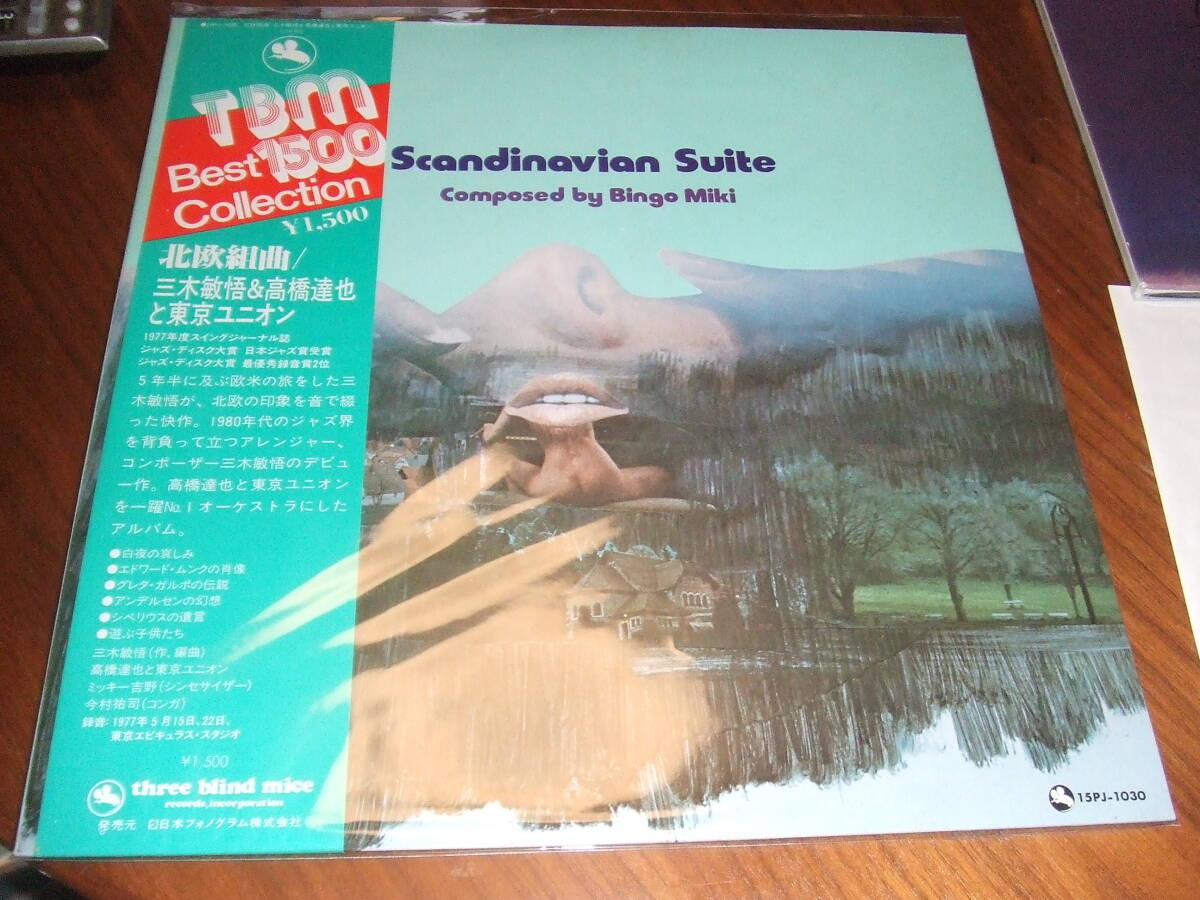 TBM
Best 1500
Collection
¥1,500
北欧組曲/
三木敏悟&高橋達也
と東京ユニオン
1977年度スイングジャーナル誌
ジャズ・ディスク大賞 日本ジャズ賞受賞
ジャズ・ディスク大賞 最優秀録音賞2位
5年半に及ぶ欧米の旅をした三
木敏悟が、北欧の印象を音で綴
った快作。1980年代のジャズ界
を背負って立つアレンジャー、
コンポーザー三木敏悟のデビュ
ー作。高橋達也と東京ユニオン
を一躍No.1オーケストラにした
アルバム。
●白夜の哀しみ
●エドワード・ムンクの肖像
●グレタ・ガルボの伝説
●アンデルセンの幻想
●シベリウスの遺言
●遊ぶ子供たち
三木敏悟(作、編曲)
高橋達也と東京ユニオン
ミッキー吉野(シンセサイザー)
今村祐司(コンガ)
録音:1977年5月15日、22日、
東京エピキュラス・スタジオ
¥1,500
three blind mice
records, incorporation
発売元 日本フォノグラム株式会社
Scandinavian Suite
Composed by Bingo Miki
15PJ-1030